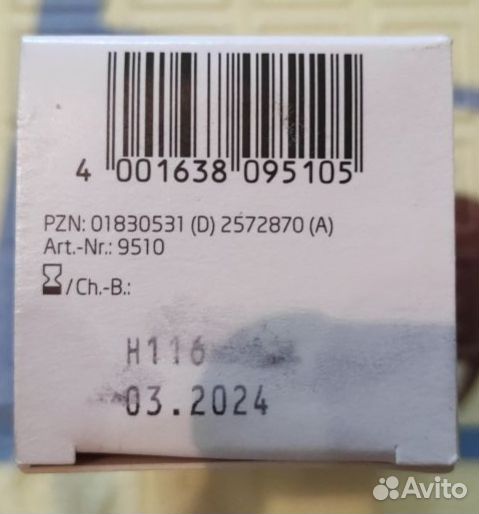 4 001638 095105
PZN: 01830531 (D) 2572870 (A)
Art.-Nr.: 9510
/Ch.-B.:
H116
03.2024
Avito